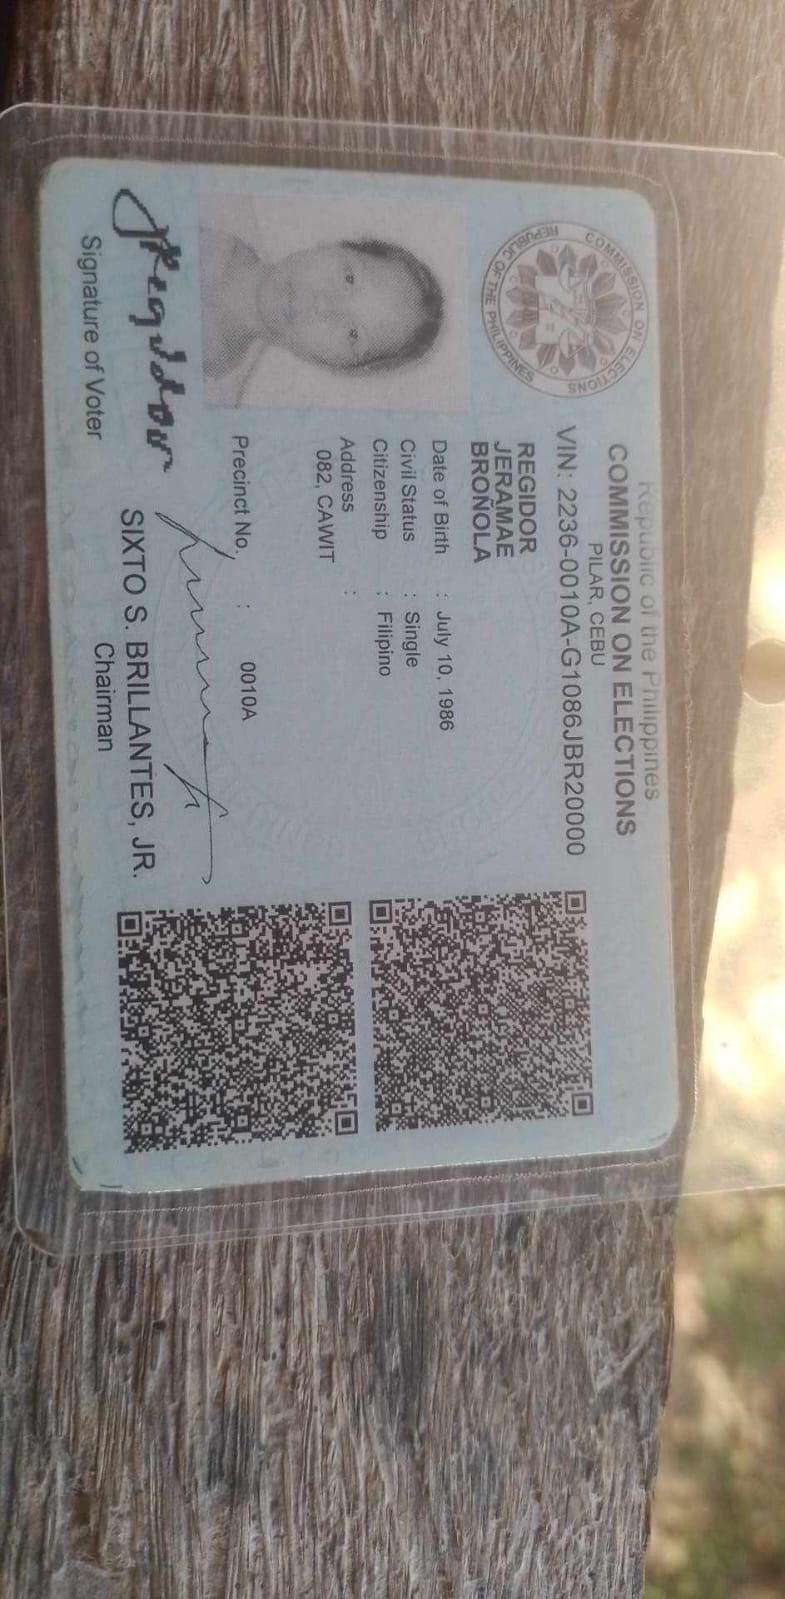 Republic of the Philippines
COMMISSION ON ELECTIONS
PILAR, CEBU
VIN: 2236-0010A-G1086JBR20000
COMMISSION ON ELECTIONS
REPUBLIC OF THE PHILIPPINES
REGIDOR
JERAMAE
BROÑOLA
Date of Birth : July 10, 1986
Civil Status : Single
Citizenship : Filipino
Address :
082, CAWIT
Precinct No. : 0010A
Regidor
Signature of Voter
SIXTO S. BRILLANTES, JR.
Chairman